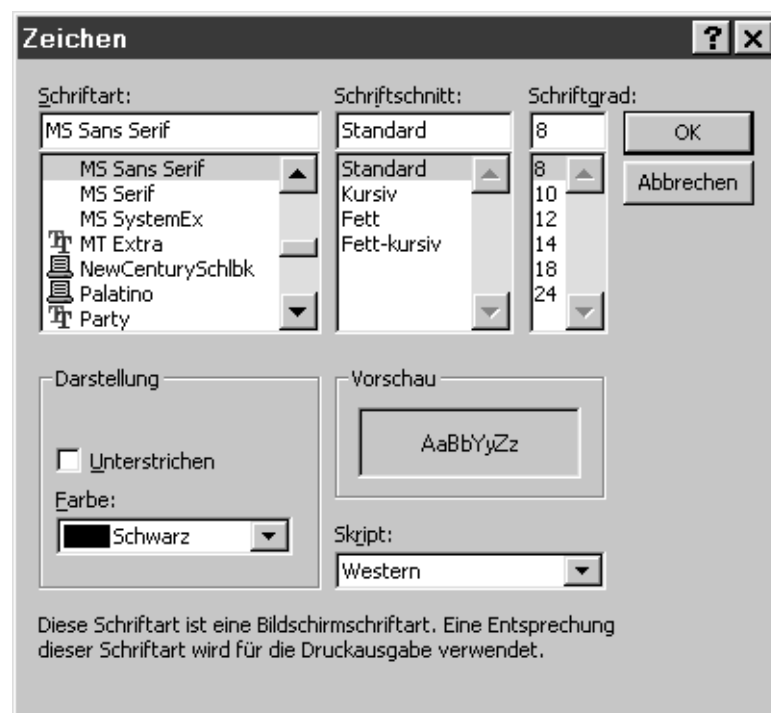 Zeichen
Schriftart:
MS Sans Serif
MS Sans Serif
MS Serif
MS SystemEx
MT Extra
NewCenturySchlbk
Palatino
Party
Schriftschnitt:
Standard
Standard
Kursiv
Fett
Fett-kursiv
Schriftgrad:
8
8
10
12
14
18
24
OK
Abbrechen
Darstellung
Unterstrichen
Farbe:
Schwarz
Vorschau
AaBbYyZz
Skript:
Western
Diese Schriftart ist eine Bildschirmschriftart. Eine Entsprechung
dieser Schriftart wird für die Druckausgabe verwendet.